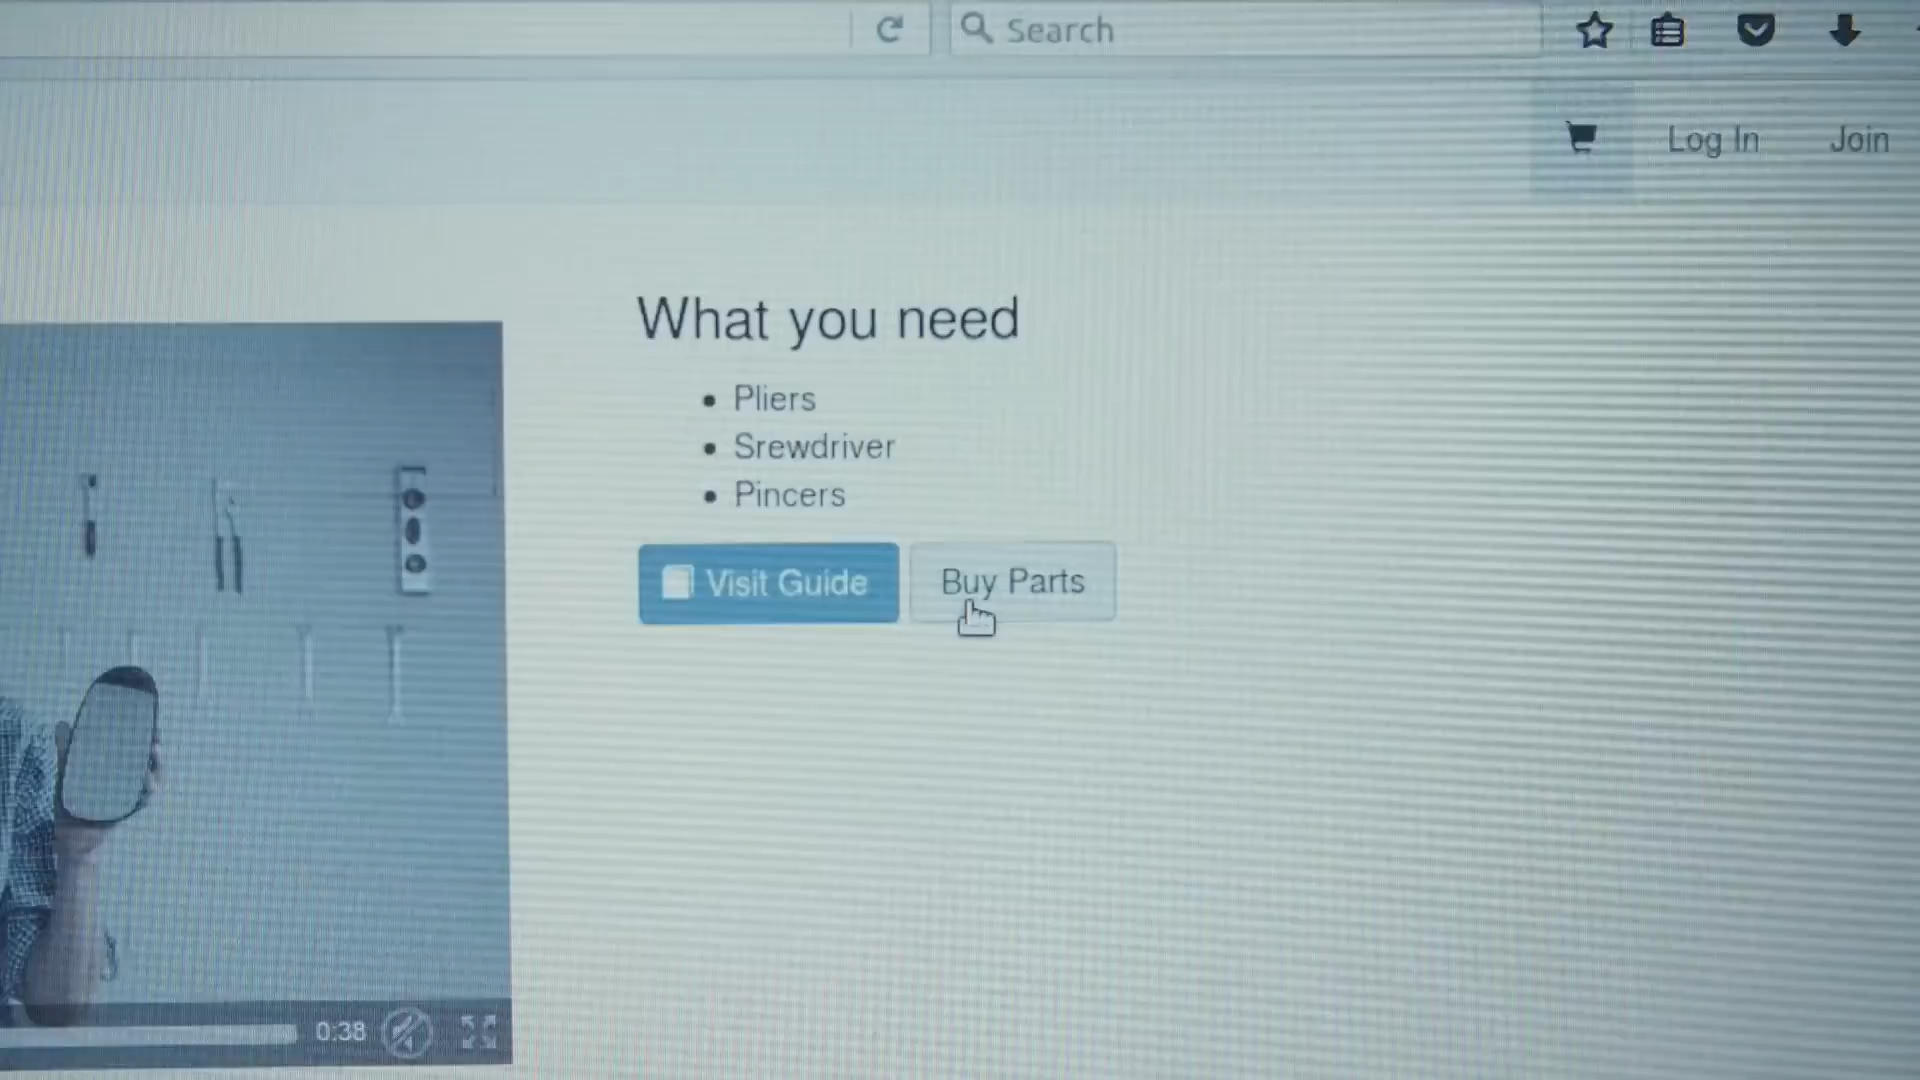 Search
Log In Join
What you need
Pliers
Srewdriver
Pincers
Visit Guide Buy Parts
0:38